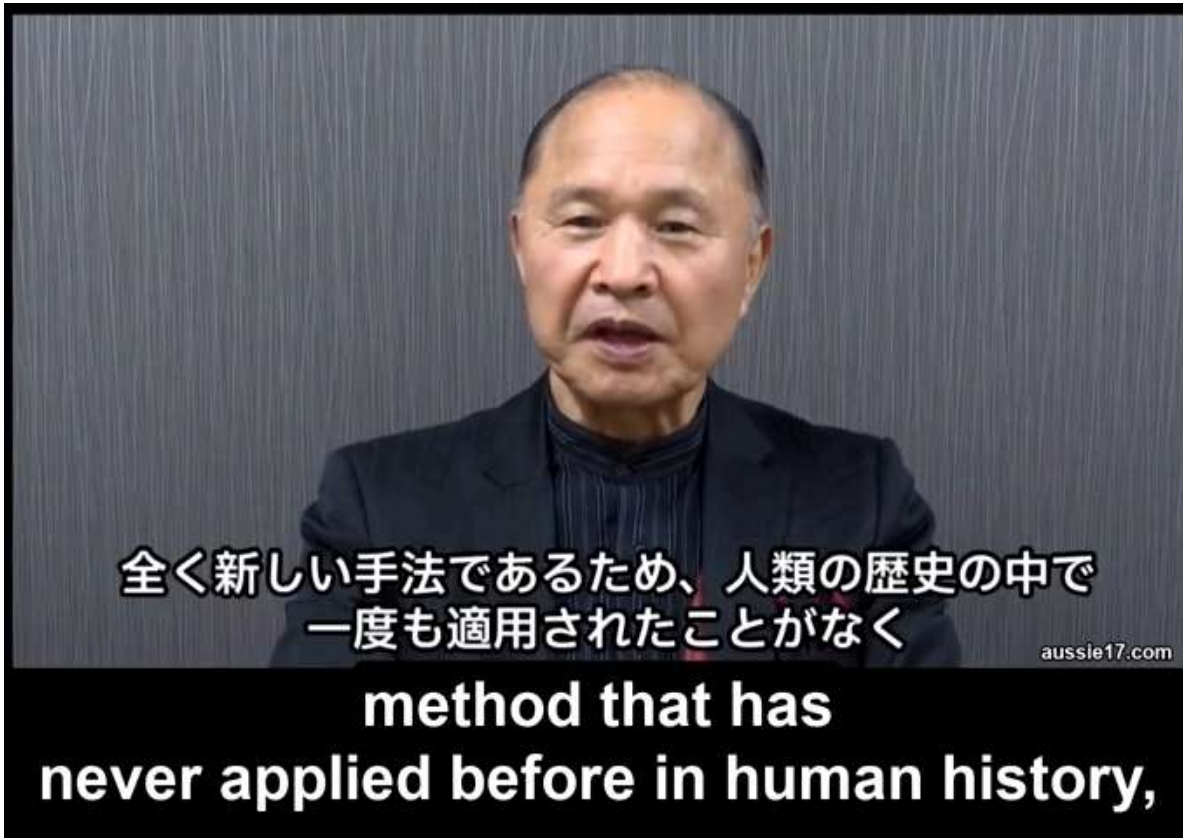 全く新しい手法であるため、人類の歴史の中で
一度も適用されたことがなく
aussie17.com
method that has
never applied before in human history,